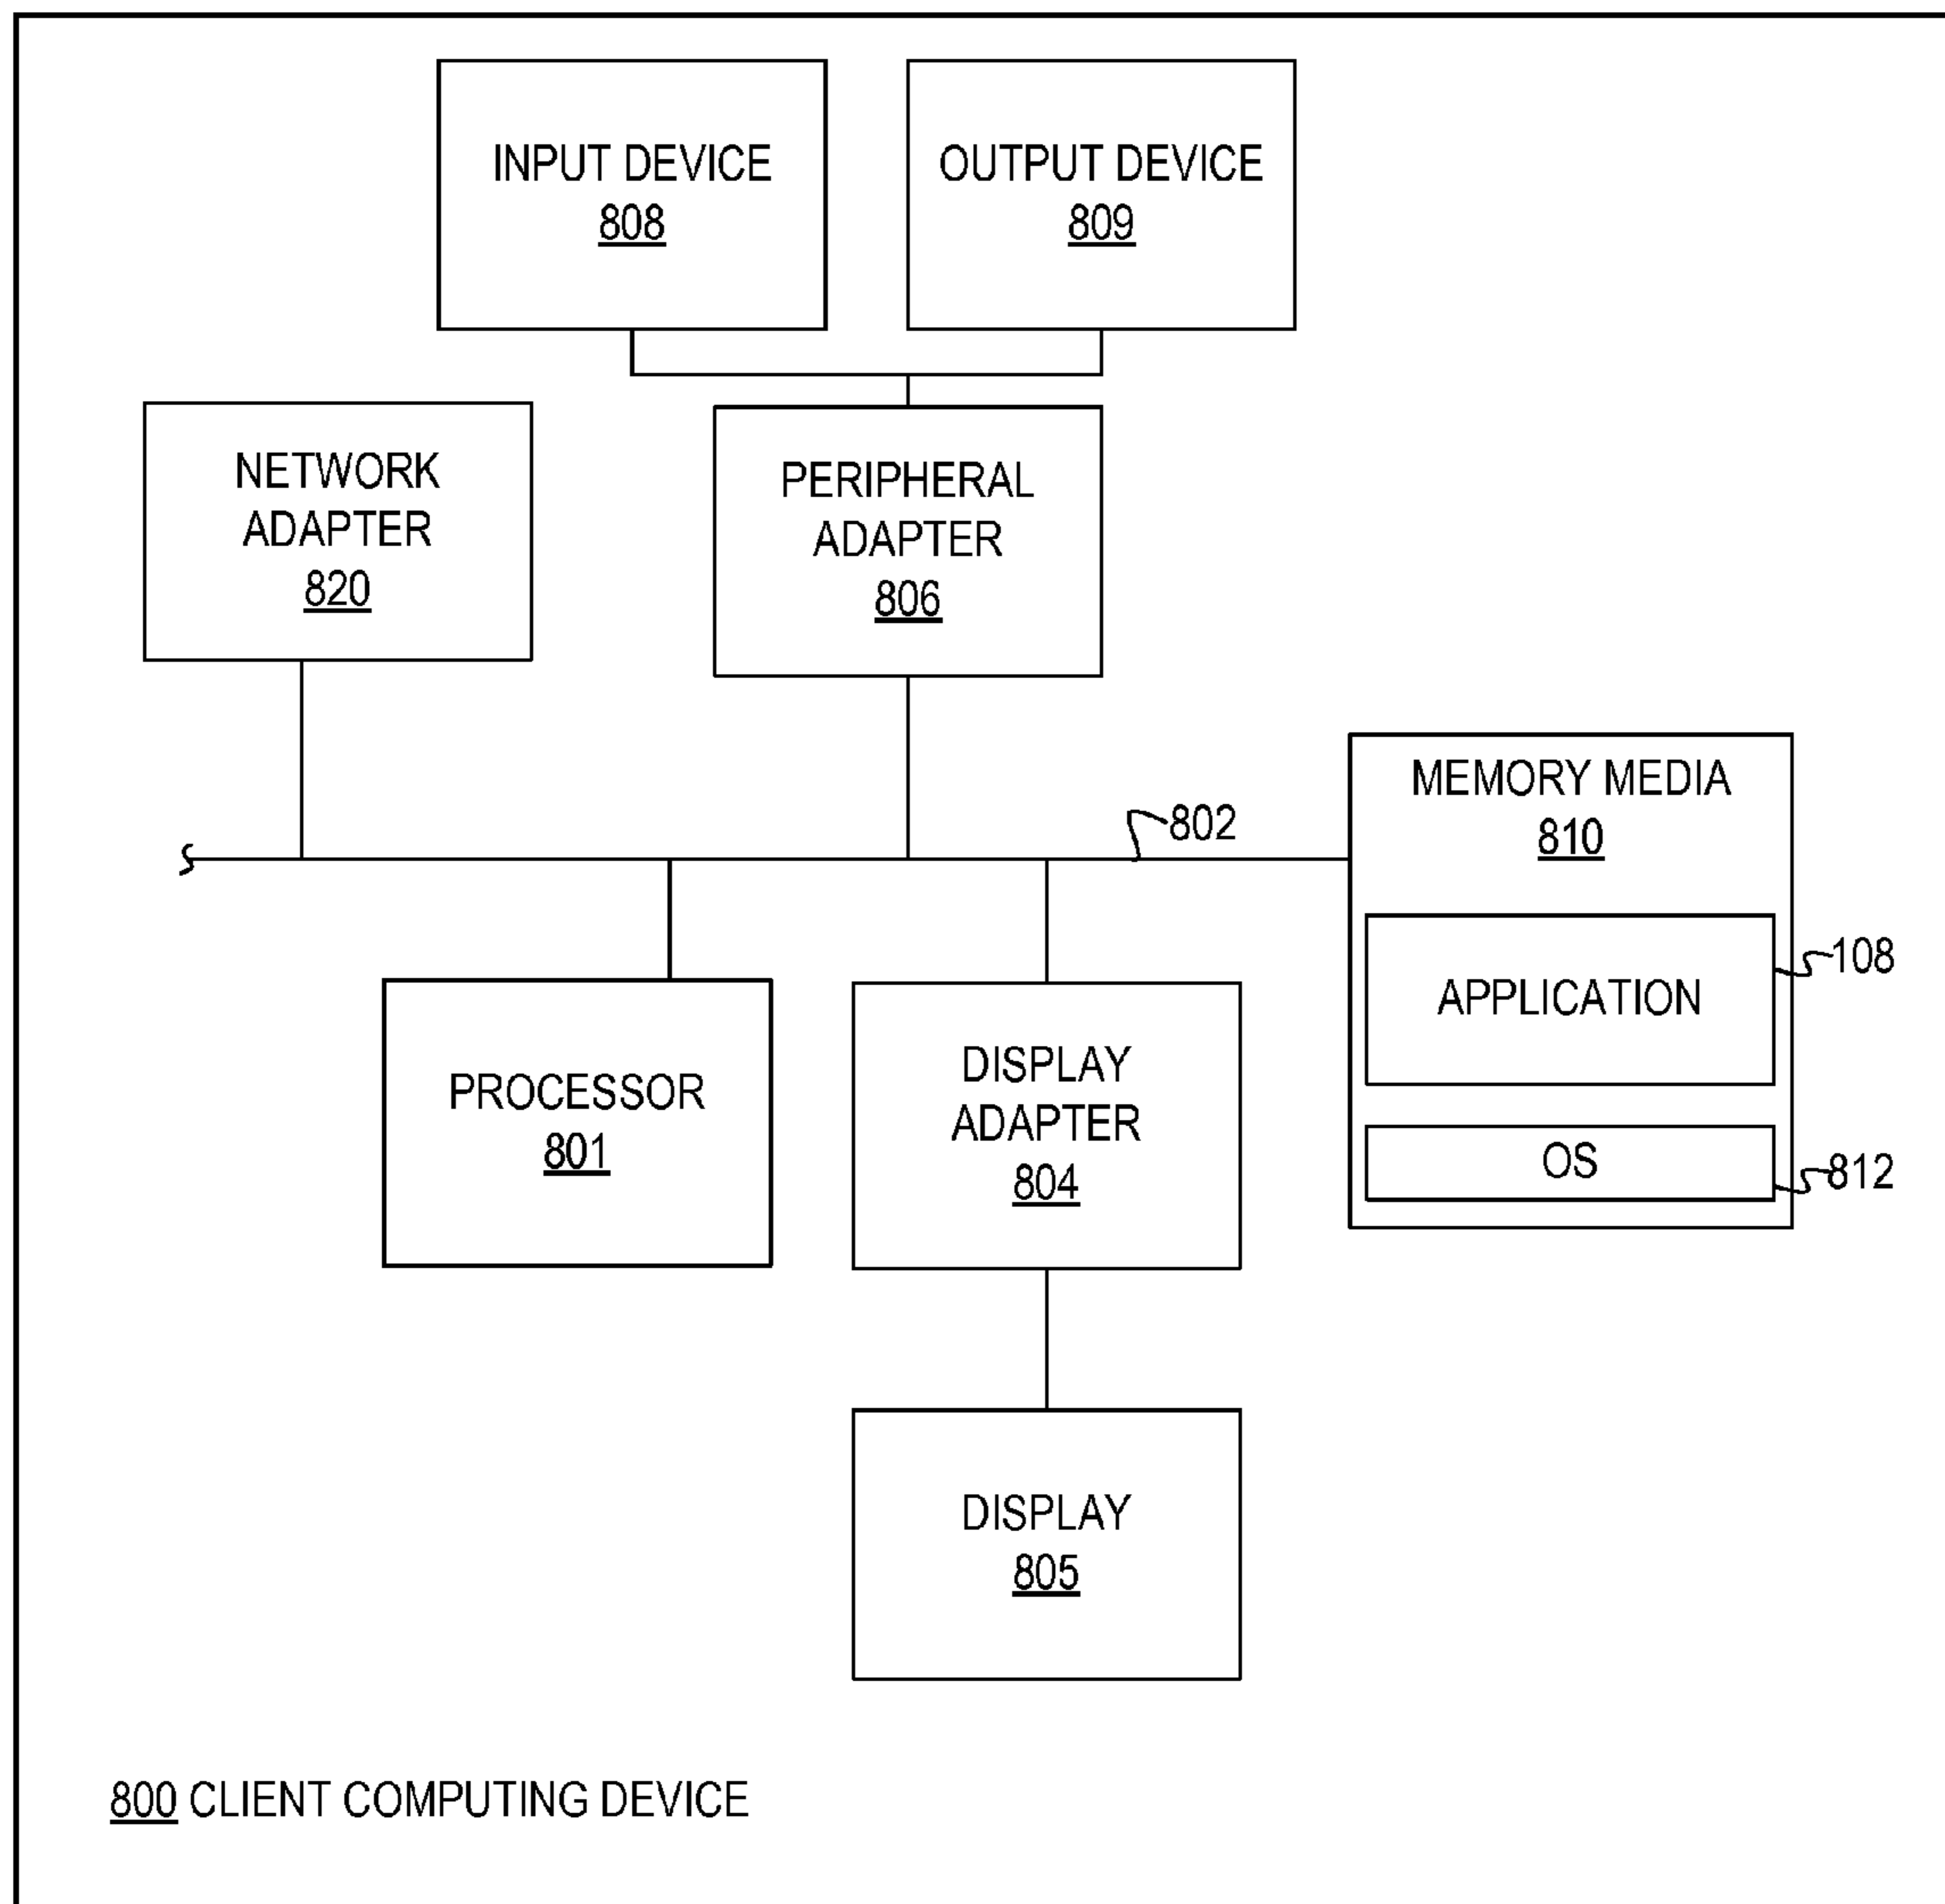 INPUT DEVICE
808
OUTPUT DEVICE
809
NETWORK
ADAPTER
820
PERIPHERAL
ADAPTER
806
802
MEMORY MEDIA
810
APPLICATION
108
OS
812
PROCESSOR
801
DISPLAY
ADAPTER
804
DISPLAY
805
800 CLIENT COMPUTING DEVICE